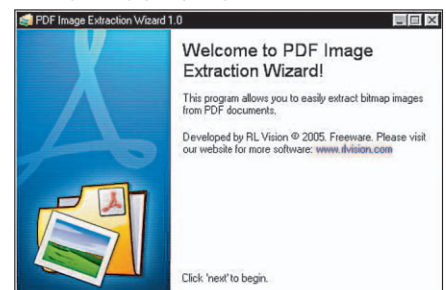 PDF Image Extraction Wizard 1.0
Welcome to PDF Image
Extraction Wizard!
This program allows you to easily extract bitmap images
from PDF documents.
Developed by RL Vision © 2005. Freeware. Please visit
our website for more software: www.rlvision.com
Click 'next' to begin.